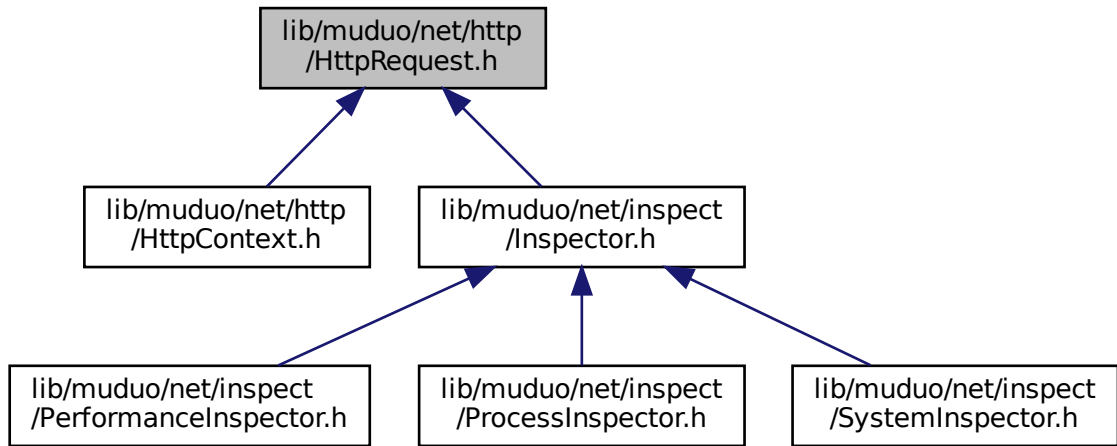 lib/muduo/net/http
/HttpRequest.h
lib/muduo/net/http
/HttpContext.h
lib/muduo/net/inspect
/Inspector.h
lib/muduo/net/inspect
/PerformanceInspector.h
lib/muduo/net/inspect
/ProcessInspector.h
lib/muduo/net/inspect
/SystemInspector.h